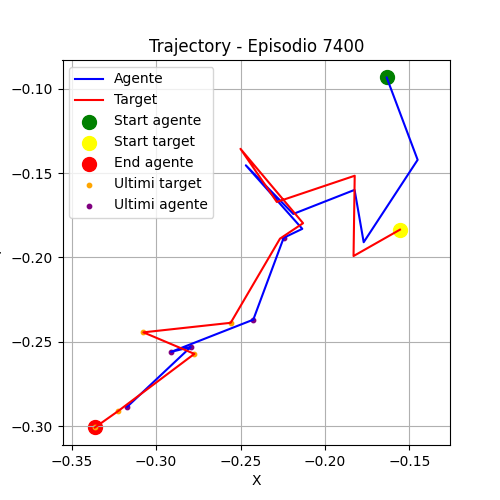 Trajectory - Episodio 7400
Agente
Target
Start agente
Start target
End agente
Ultimi target
Ultimi agente
−0.10
−0.15
−0.20
−0.25
−0.30
−0.35
−0.30
−0.25
−0.20
−0.15
X